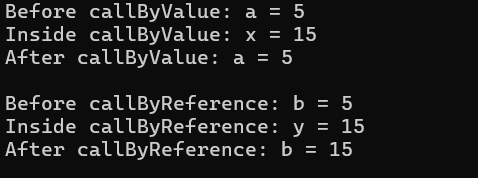 Before callByValue: a = 5
Inside callByValue: x = 15
After callByValue: a = 5

Before callByReference: b = 5
Inside callByReference: y = 15
After callByReference: b = 15